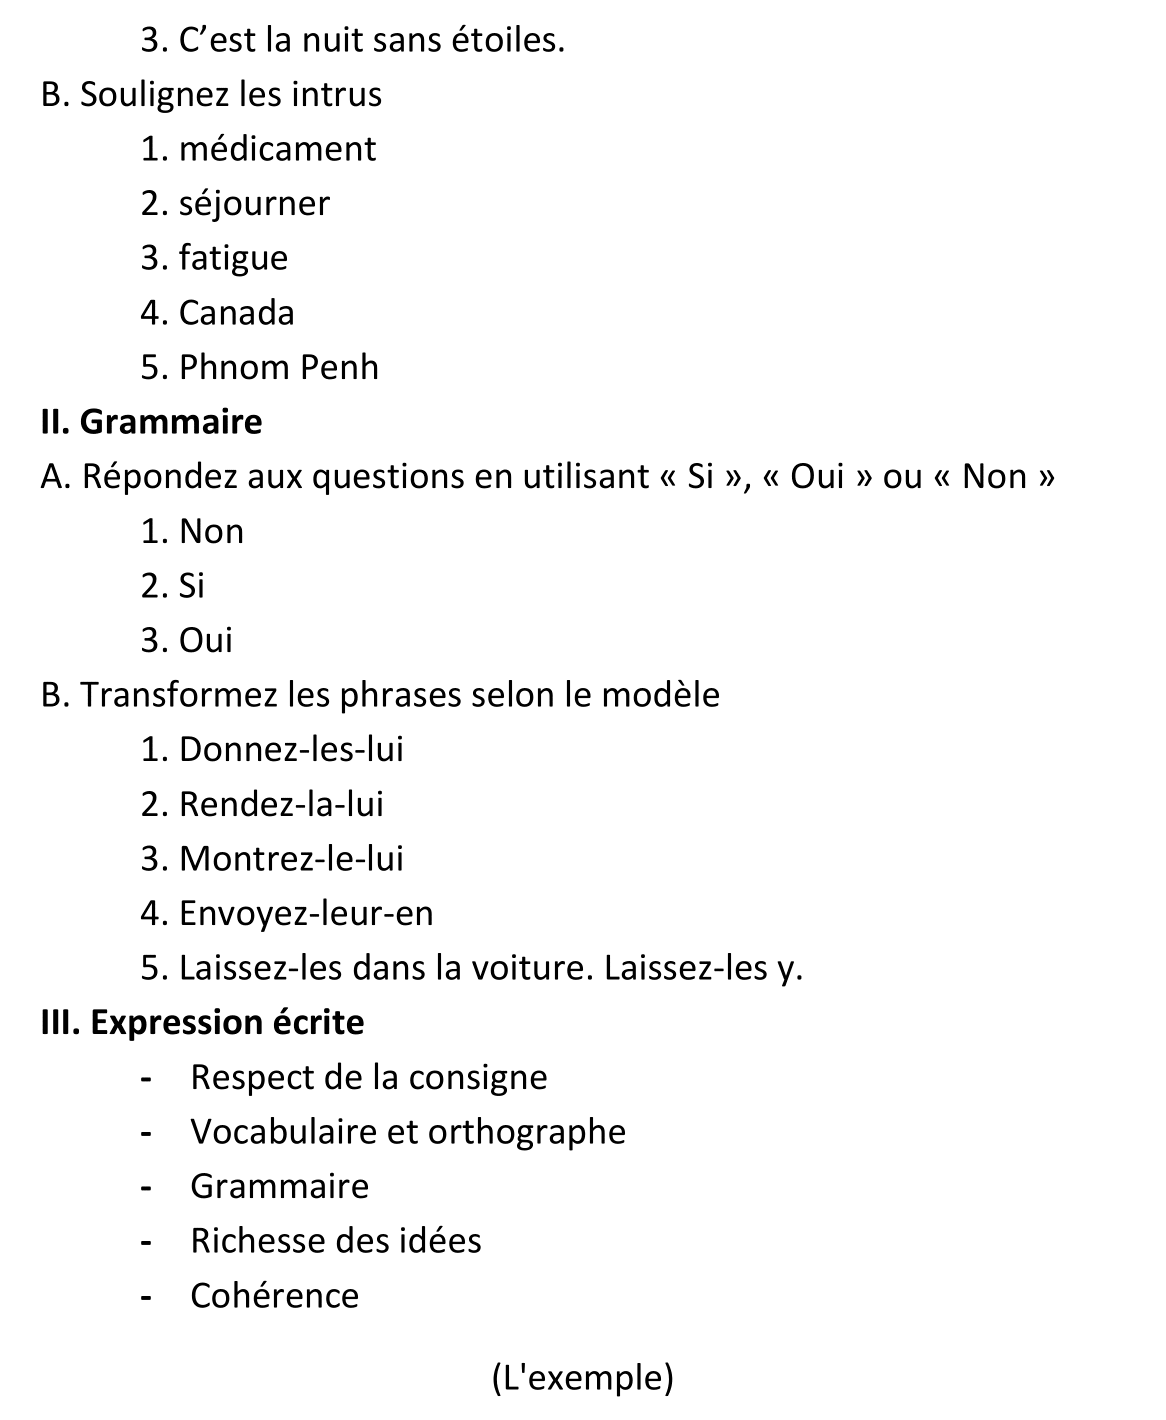 3. C’est la nuit sans étoiles.
B. Soulignez les intrus
1. médicament
2. séjourner
3. fatigue
4. Canada
5. Phnom Penh
II. Grammaire
A. Répondez aux questions en utilisant « Si », « Oui » ou « Non »
1. Non
2. Si
3. Oui
B. Transformez les phrases selon le modèle
1. Donnez-les-lui
2. Rendez-la-lui
3. Montrez-le-lui
4. Envoyez-leur-en
5. Laissez-les dans la voiture. Laissez-les y.
III. Expression écrite
- Respect de la consigne
- Vocabulaire et orthographe
- Grammaire
- Richesse des idées
- Cohérence
(L'exemple)